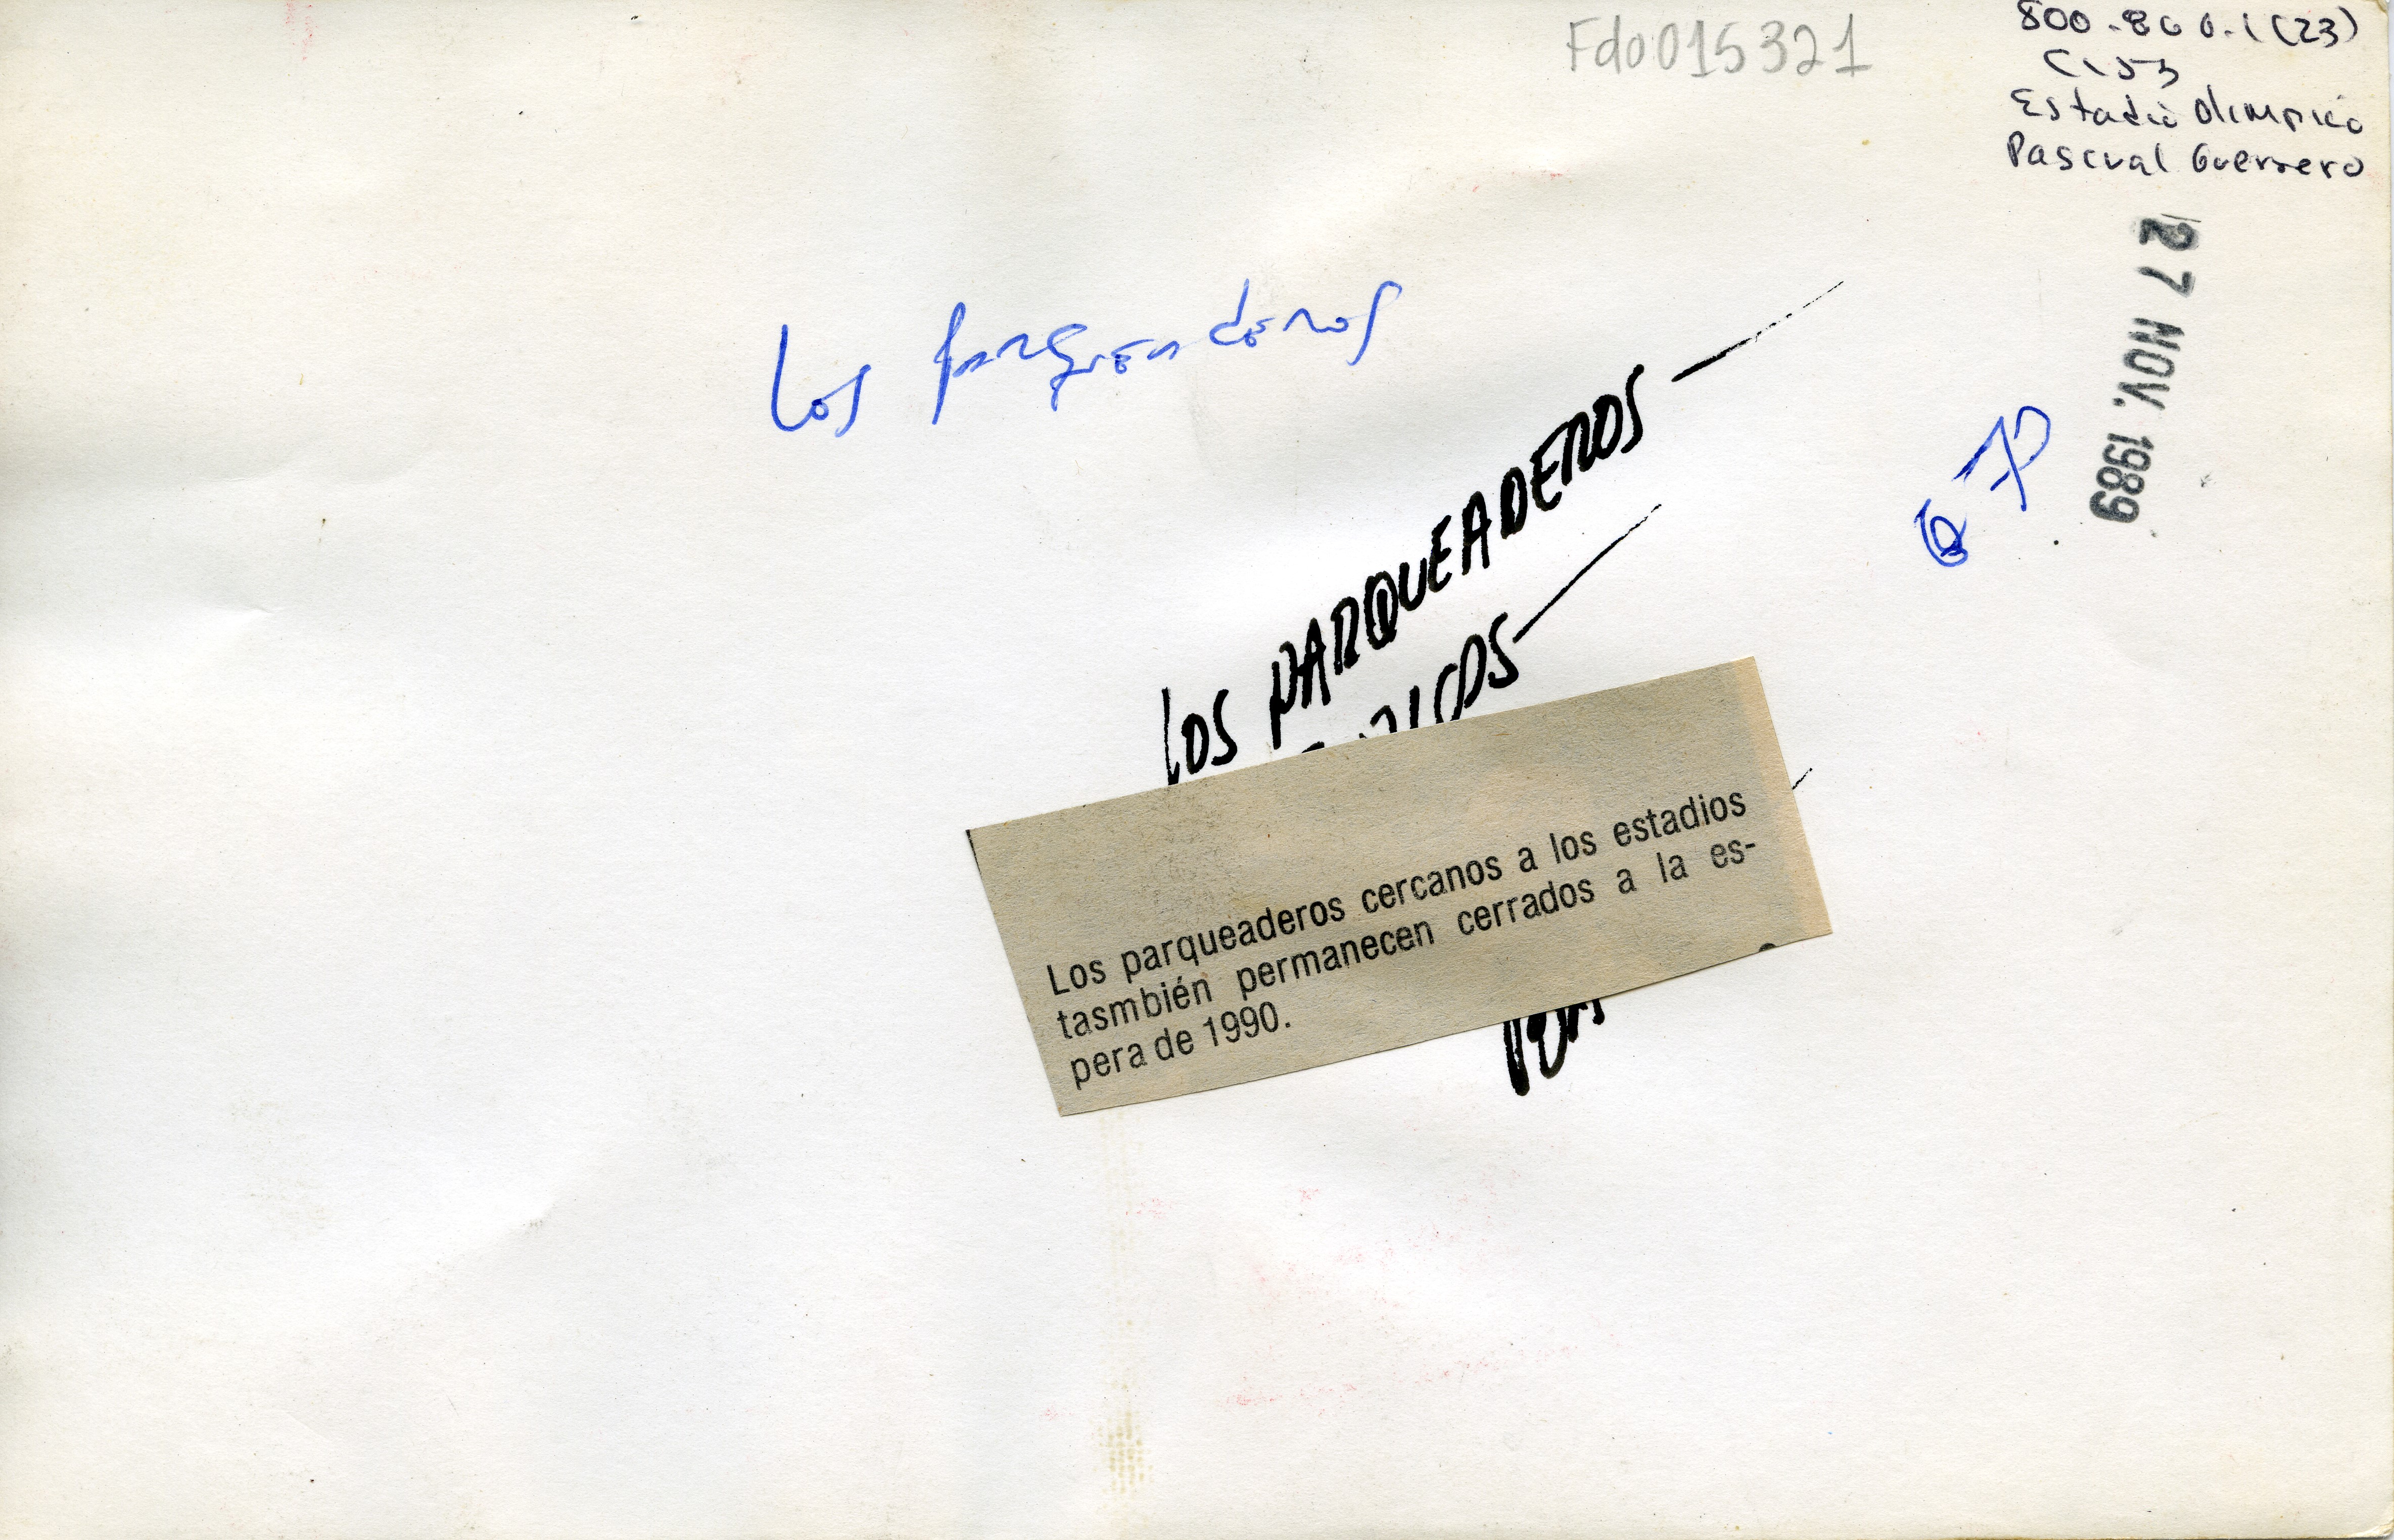 Fdo015321
800-860.1(23)
C153
Estadio Olimpico
Pascual Guerrero
27 NOV. 1989
Los parqueaderos
LOS PARQUEADEROS
Los parqueaderos cercanos a los estadios
tasmbién permanecen cerrados a la es-
pera de 1990.